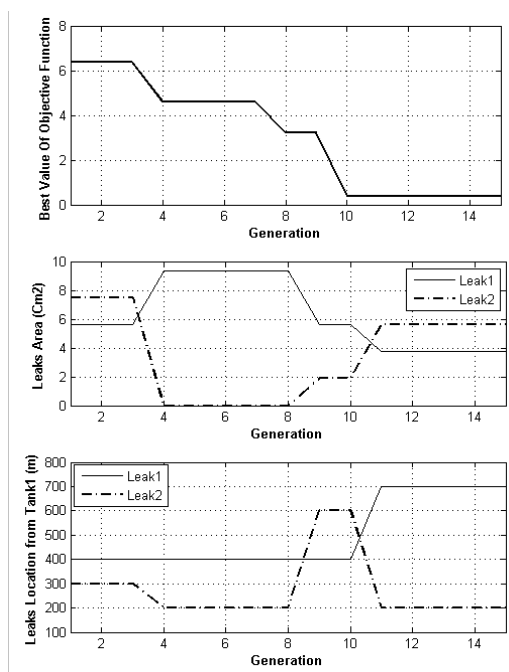 8
6
4
2
0
Best Value Of Objective Function
2 4 6 8 10 12 14
Generation
10
8
6
4
2
0
Leaks Area (Cm2)
Leak1
Leak2
2 4 6 8 10 12 14
Generation
800
700
600
500
400
300
200
100
Leaks Location from Tank1 (m)
Leak1
Leak2
2 4 6 8 10 12 14
Generation